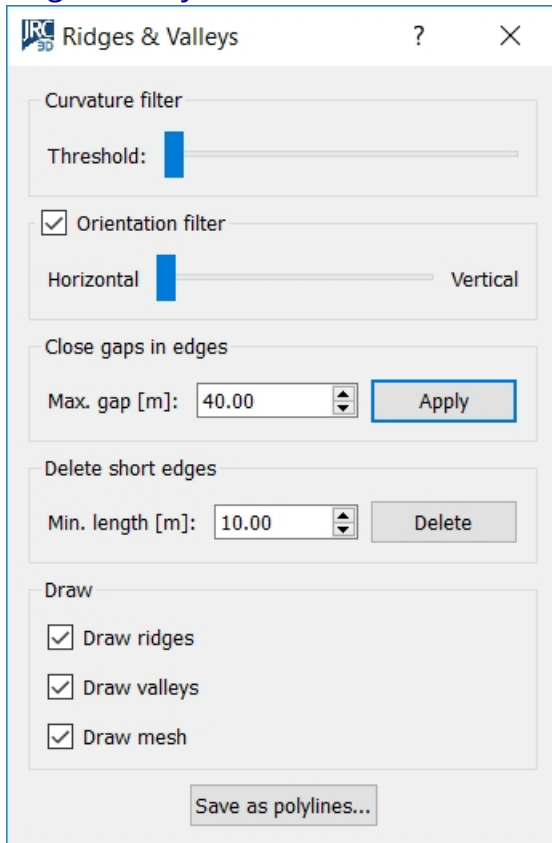 JRC 3D Ridges & Valleys ?
Curvature filter
Threshold:
Orientation filter
Horizontal Vertical
Close gaps in edges
Max. gap [m]: 40.00 Apply
Delete short edges
Min. length [m]: 10.00 Delete
Draw
Draw ridges
Draw valleys
Draw mesh
Save as polylines...